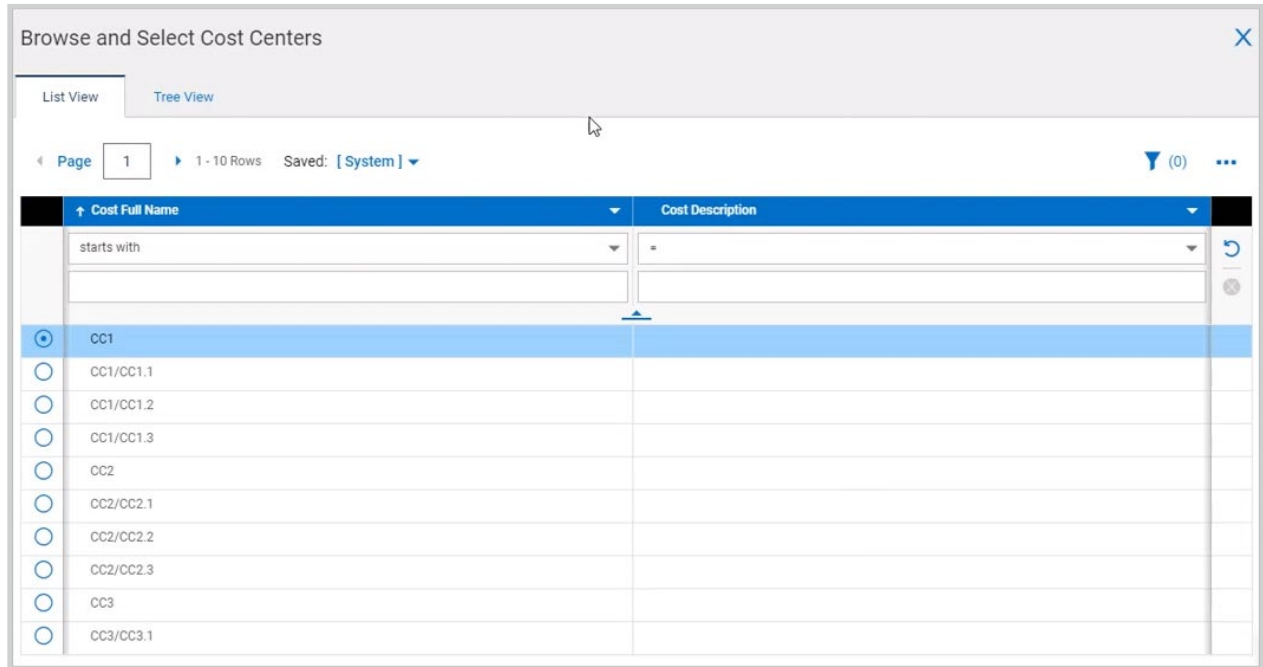 Browse and Select Cost Centers X
List View Tree View
Page 1 1 - 10 Rows Saved: [ System ] (0) ...
↑ Cost Full Name Cost Description
starts with =
CC1
CC1/CC1.1
CC1/CC1.2
CC1/CC1.3
CC2
CC2/CC2.1
CC2/CC2.2
CC2/CC2.3
CC3
CC3/CC3.1